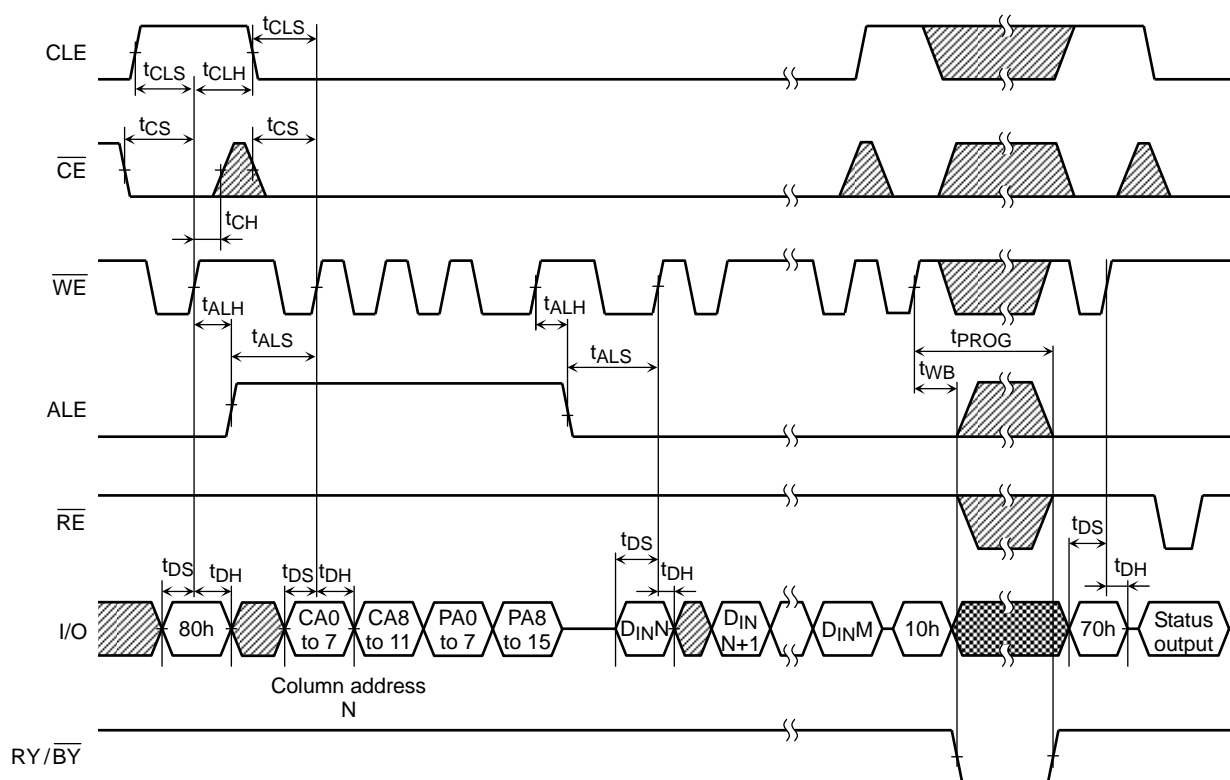 tCLS
CLE
tCLS tCLH
tCS tCS
CE
tCH
WE
tALH tALH
tALS tALS tPROG
tWB
ALE
RE
tDS tDH tDS tDH tDS tDH tDS tDH
I/O 80h CA0 to 7 CA8 to 11 PA0 to 7 PA8 to 15 DINN DIN N+1 DINM 10h 70h Status output
Column address
N
RY/BY